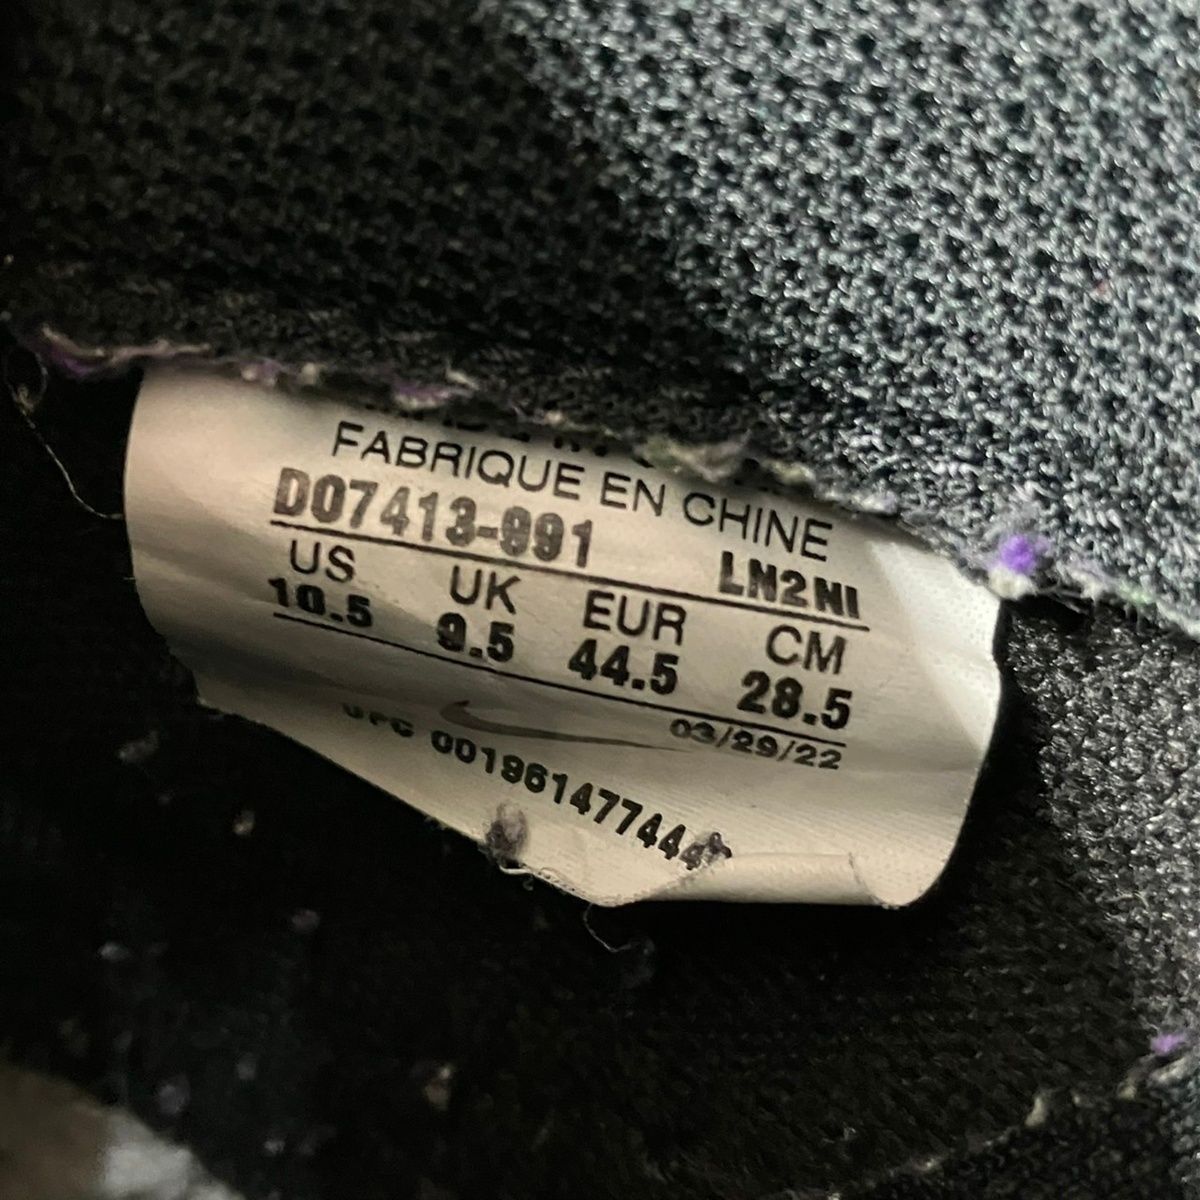 FABRIQUE EN CHINE
DO7413-991 LN2NI
US UK EUR CM
10.5 9.5 44.5 28.5
03/29/22
UPC